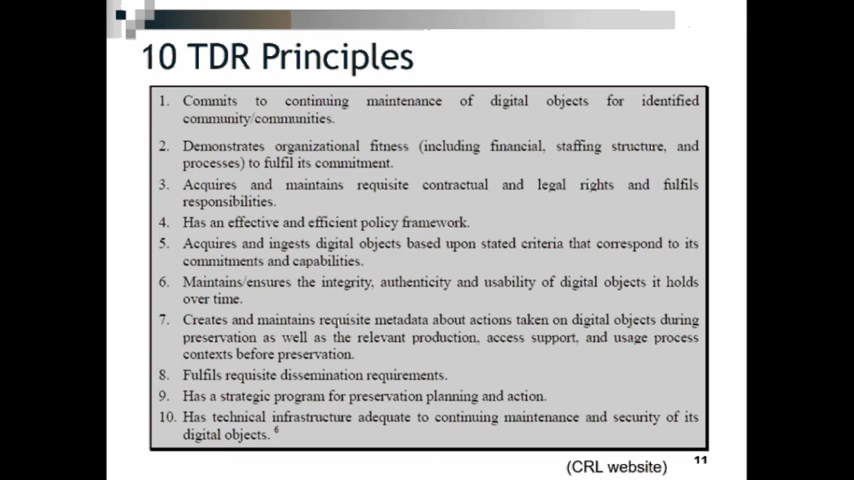 10 TDR Principles
1. Commits to continuing maintenance of digital objects for identified
community/communities.
2. Demonstrates organizational fitness (including financial, staffing structure, and
processes) to fulfil its commitment.
3. Acquires and maintains requisite contractual and legal rights and fulfils
responsibilities.
4. Has an effective and efficient policy framework.
5. Acquires and ingests digital objects based upon stated criteria that correspond to its
commitments and capabilities.
6. Maintains/ensures the integrity, authenticity and usability of digital objects it holds
over time.
7. Creates and maintains requisite metadata about actions taken on digital objects during
preservation as well as the relevant production, access support, and usage process
contexts before preservation.
8. Fulfils requisite dissemination requirements.
9. Has a strategic program for preservation planning and action.
10. Has technical infrastructure adequate to continuing maintenance and security of its
digital objects. 6
(CRL website) 11